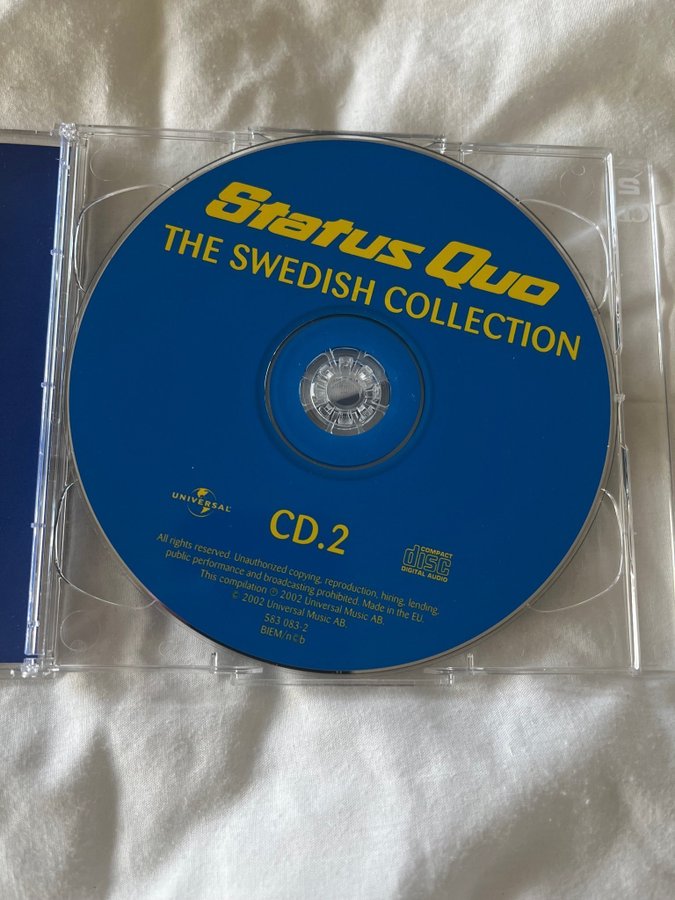 Status Quo
THE SWEDISH COLLECTION
UNIVERSAL
CD.2
COMPACT
disc
DIGITAL AUDIO
All rights reserved. Unauthorized copying, reproduction, hiring, lending,
public performance and broadcasting prohibited. Made in the EU.
This compilation ℗ 2002 Universal Music AB.
© 2002 Universal Music AB.
583 083-2
BIEM/n©b